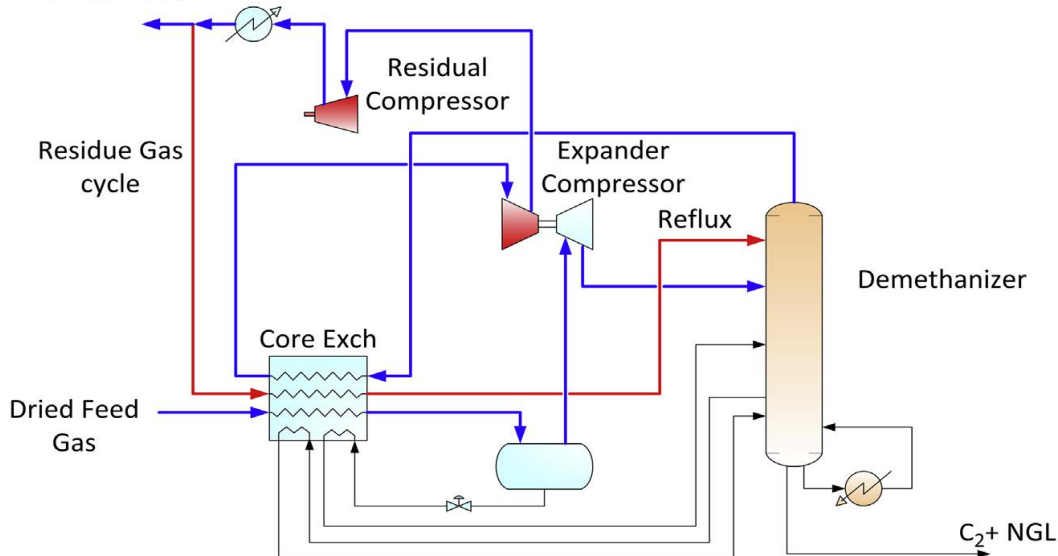 Residual
Compressor
Residue Gas
cycle
Expander
Compressor
Reflux
Demethanizer
Core Exch
Dried Feed
Gas
C₂+ NGL